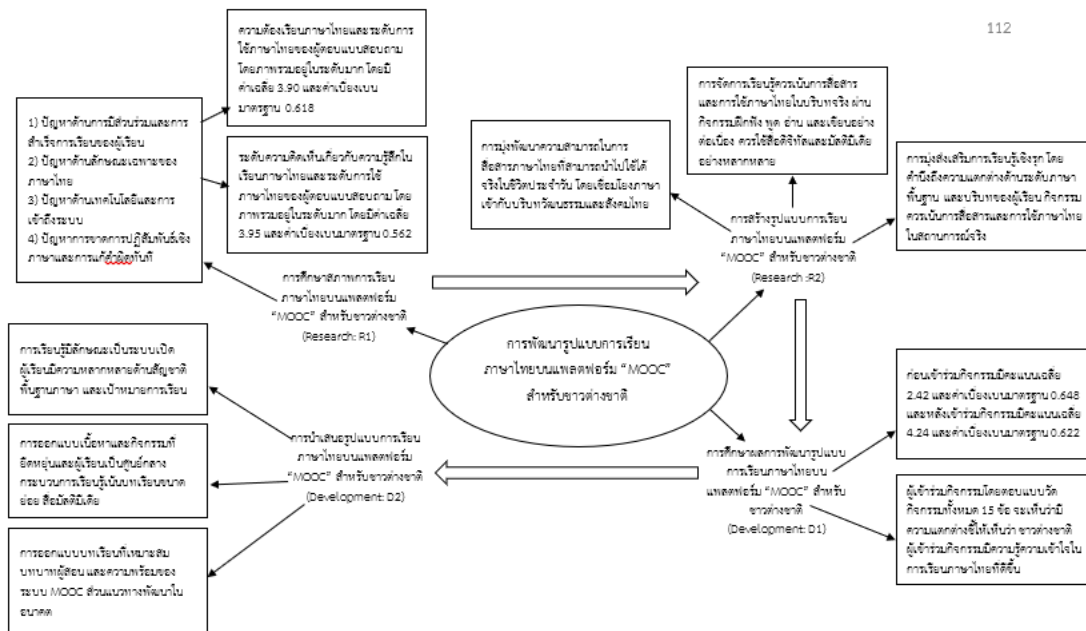 112
ความต้องเรียนภาษาไทยและระดับการ
ใช้ภาษาไทยของผู้ตอบแบบสอบถาม
โดยภาพรวมอยู่ในระดับมาก โดยมี
ค่าเฉลี่ย 3.90 และค่าเบี่ยงเบน
มาตรฐาน 0.618
1) ปัญหาด้านการมีส่วนร่วมและการ
สำเร็จการเรียนของผู้เรียน
2) ปัญหาด้านลักษณะเฉพาะของ
ภาษาไทย
3) ปัญหาด้านเทคโนโลยีและการ
เข้าถึงระบบ
4) ปัญหาการขาดการปฏิสัมพันธ์เชิง
ภาษาและการแก้คำผิดทันที
ระดับความคิดเห็นเกี่ยวกับความรู้สึกใน
เรียนภาษาไทยและระดับการใช้
ภาษาไทยของผู้ตอบแบบสอบถาม โดย
ภาพรวมอยู่ในระดับมาก โดยมีค่าเฉลี่ย
3.95 และค่าเบี่ยงเบนมาตรฐาน 0.562
การศึกษาสภาพการเรียน
ภาษาไทยบนแพลตฟอร์ม
“MOOC” สำหรับชาวต่างชาติ
(Research: R1)
การมุ่งพัฒนาความสามารถในการ
สื่อสารภาษาไทยที่สามารถนำไปใช้ได้
จริงในชีวิตประจำวัน โดยเชื่อมโยงภาษา
เข้ากับบริบทวัฒนธรรมและสังคมไทย
การจัดการเรียนรู้ควรเน้นการสื่อสาร
และการใช้ภาษาไทยในบริบทจริง ผ่าน
กิจกรรมฝึกฟัง พูด อ่าน และเขียนอย่าง
ต่อเนื่อง ควรใช้สื่อดิจิทัลและมัลติมีเดีย
อย่างหลากหลาย
การมุ่งส่งเสริมการเรียนรู้เชิงรุก โดย
คำนึงถึงความแตกต่างด้านระดับภาษา
พื้นฐาน และบริบทของผู้เรียน กิจกรรม
ควรเน้นการสื่อสารและการใช้ภาษาไทย
ในสถานการณ์จริง
การสร้างรูปแบบการเรียน
ภาษาไทยบนแพลตฟอร์ม
“MOOC” สำหรับชาวต่างชาติ
(Research :R2)
การพัฒนารูปแบบการเรียน
ภาษาไทยบนแพลตฟอร์ม “MOOC”
สำหรับชาวต่างชาติ
การเรียนรู้มีลักษณะเป็นระบบเปิด
ผู้เรียนมีความหลากหลายด้านสัญชาติ
พื้นฐานภาษา และเป้าหมายการเรียน
การออกแบบเนื้อหาและกิจกรรมที่
ยืดหยุ่นและผู้เรียนเป็นศูนย์กลาง
กระบวนการเรียนรู้เน้นบทเรียนขนาด
ย่อย สื่อมัลติมีเดีย
การออกแบบบทเรียนที่เหมาะสม
บทบาทผู้สอน และความพร้อมของ
ระบบ MOOC ส่วนแนวทางพัฒนาใน
อนาคต
การนำเสนอรูปแบบการเรียน
ภาษาไทยบนแพลตฟอร์ม
“MOOC” สำหรับชาวต่างชาติ
(Development: D2)
การศึกษาผลการพัฒนารูปแบบ
การเรียนภาษาไทยบน
แพลตฟอร์ม “MOOC” สำหรับ
ชาวต่างชาติ
(Development: D1)
ก่อนเข้าร่วมกิจกรรมมีคะแนนเฉลี่ย
2.42 และค่าเบี่ยงเบนมาตรฐาน 0.648
และหลังเข้าร่วมกิจกรรมมีคะแนนเฉลี่ย
4.24 และค่าเบี่ยงเบนมาตรฐาน 0.622
ผู้เข้าร่วมกิจกรรมโดยตอบแบบวัด
กิจกรรมทั้งหมด 15 ข้อ จะเห็นว่ามี
ความแตกต่างชี้ให้เห็นว่า ชาวต่างชาติ
ผู้เข้าร่วมกิจกรรมมีความรู้ความเข้าใจใน
การเรียนภาษาไทยที่ดีขึ้น